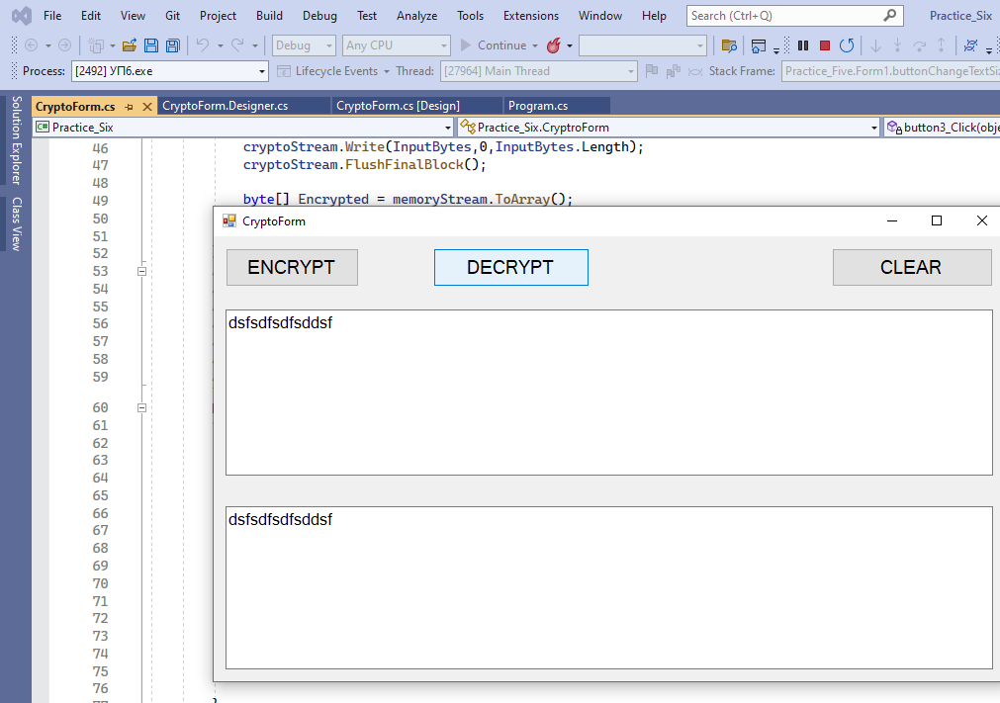 File Edit View Git Project Build Debug Test Analyze Tools Extensions Window Help Search (Ctrl+Q) Practice_Six
Debug Any CPU Continue
Process: [2492] УП6.exe Lifecycle Events Thread: [27964] Main Thread Stack Frame: Practice_Five.Form1.buttonChangeTextSiz
Solution Explorer
Class View
CryptoForm.cs CryptoForm.Designer.cs CryptoForm.cs [Design] Program.cs
C# Practice_Six Practice_Six.CryptroForm button3_Click(obje
46 cryptoStream.Write(InputBytes,0,InputBytes.Length);
47 cryptoStream.FlushFinalBlock();
48
49 byte[] Encrypted = memoryStream.ToArray();
50
51
52
53
54
55
56
57
58
59
60
61
62
63
64
65
66
67
68
69
70
71
72
73
74
75
76
CryptoForm
ENCRYPT DECRYPT CLEAR
dsfsdfsdfsddsf
dsfsdfsdfsddsf